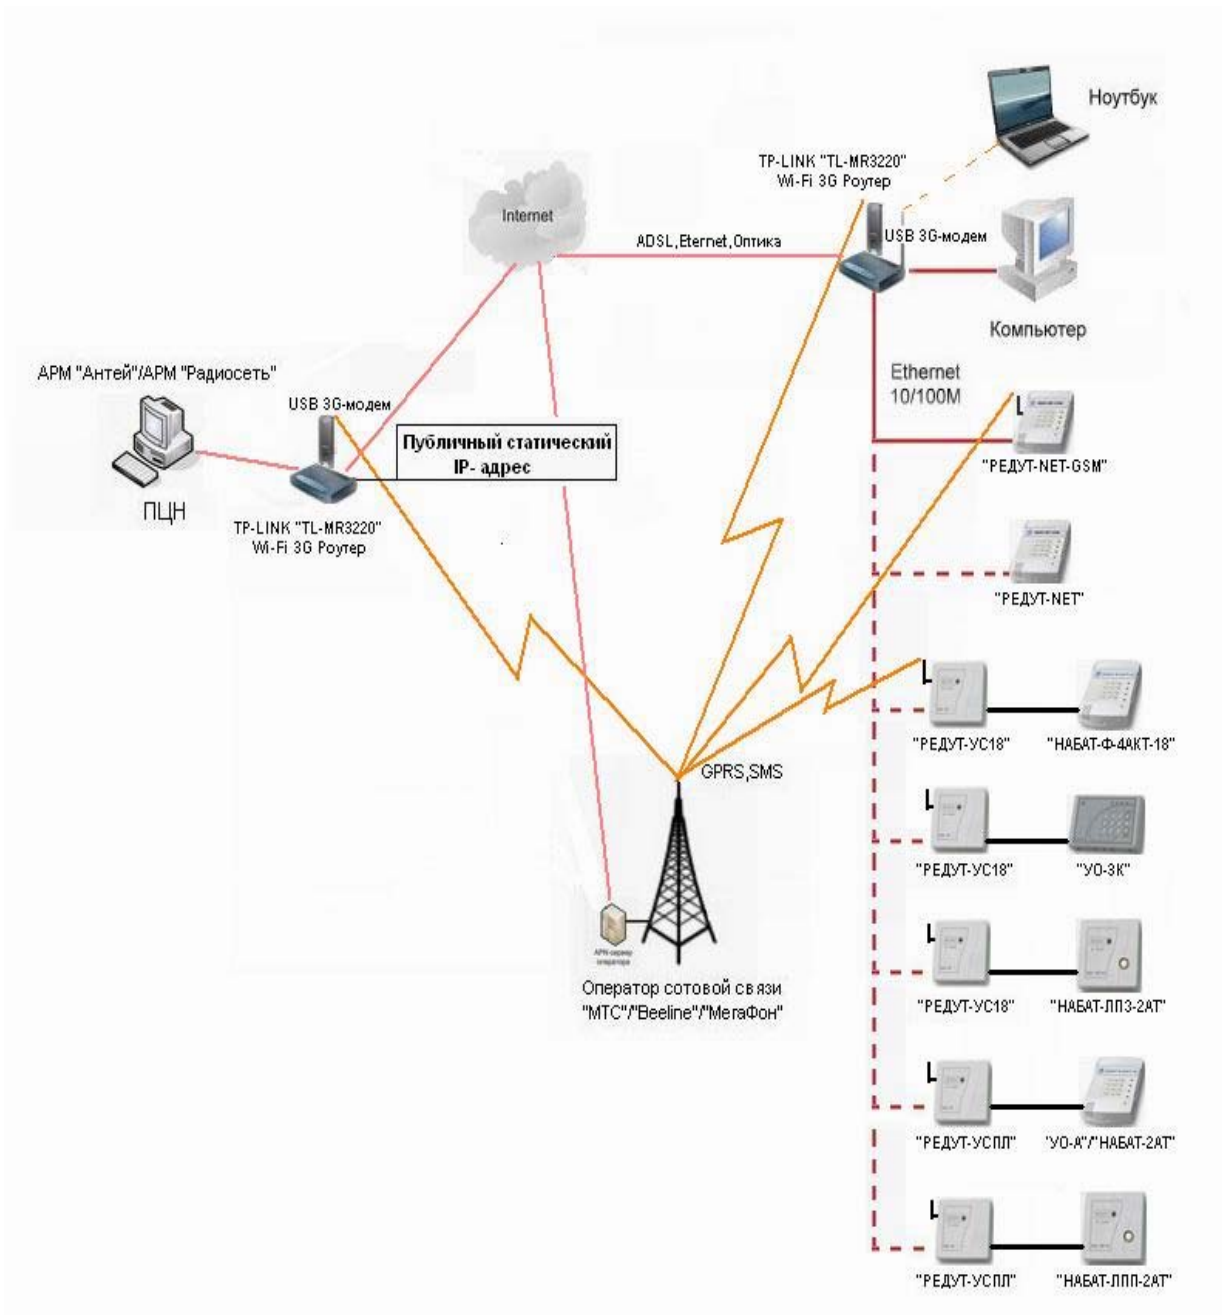 Ноутбук
TP-LINK "TL-MR3220"
Wi-Fi 3G Роутер
Internet
ADSL,Eternet,Оптика
USB 3G-модем
Компьютер
АРМ "Антей"/АРМ "Радиосеть"
Ethernet
10/100M
USB 3G-модем
Публичный статический
IP- адрес
"РЕДУТ-NET-GSM"
ПЦН
TP-LINK "TL-MR3220"
Wi-Fi 3G Роутер
"РЕДУТ-NET"
"РЕДУТ-УС18"
"НАБАТ-Ф-4АКТ-18"
GPRS,SMS
"РЕДУТ-УС18"
"УО-3К"
APN-сервер
оператора
Оператор сотовой связи
"МТС"/"Beeline"/"МегаФон"
"РЕДУТ-УС18"
"НАБАТ-ЛПЗ-2АТ"
"РЕДУТ-УСПЛ"
"УО-А"/"НАБАТ-2АТ"
"РЕДУТ-УСПЛ"
"НАБАТ-ЛПП-2АТ"